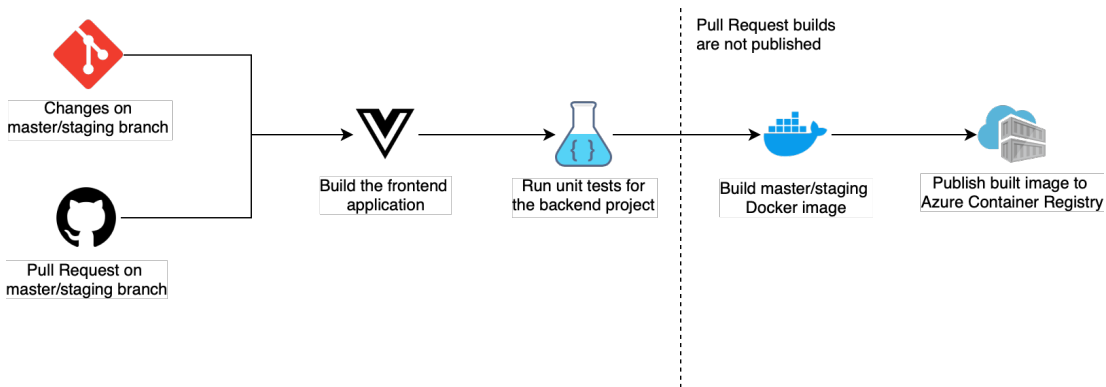 Pull Request builds
are not published
Changes on
master/staging branch
Build the frontend
application
Run unit tests for
the backend project
{ }
Build master/staging
Docker image
Publish built image to
Azure Container Registry
Pull Request on
master/staging branch